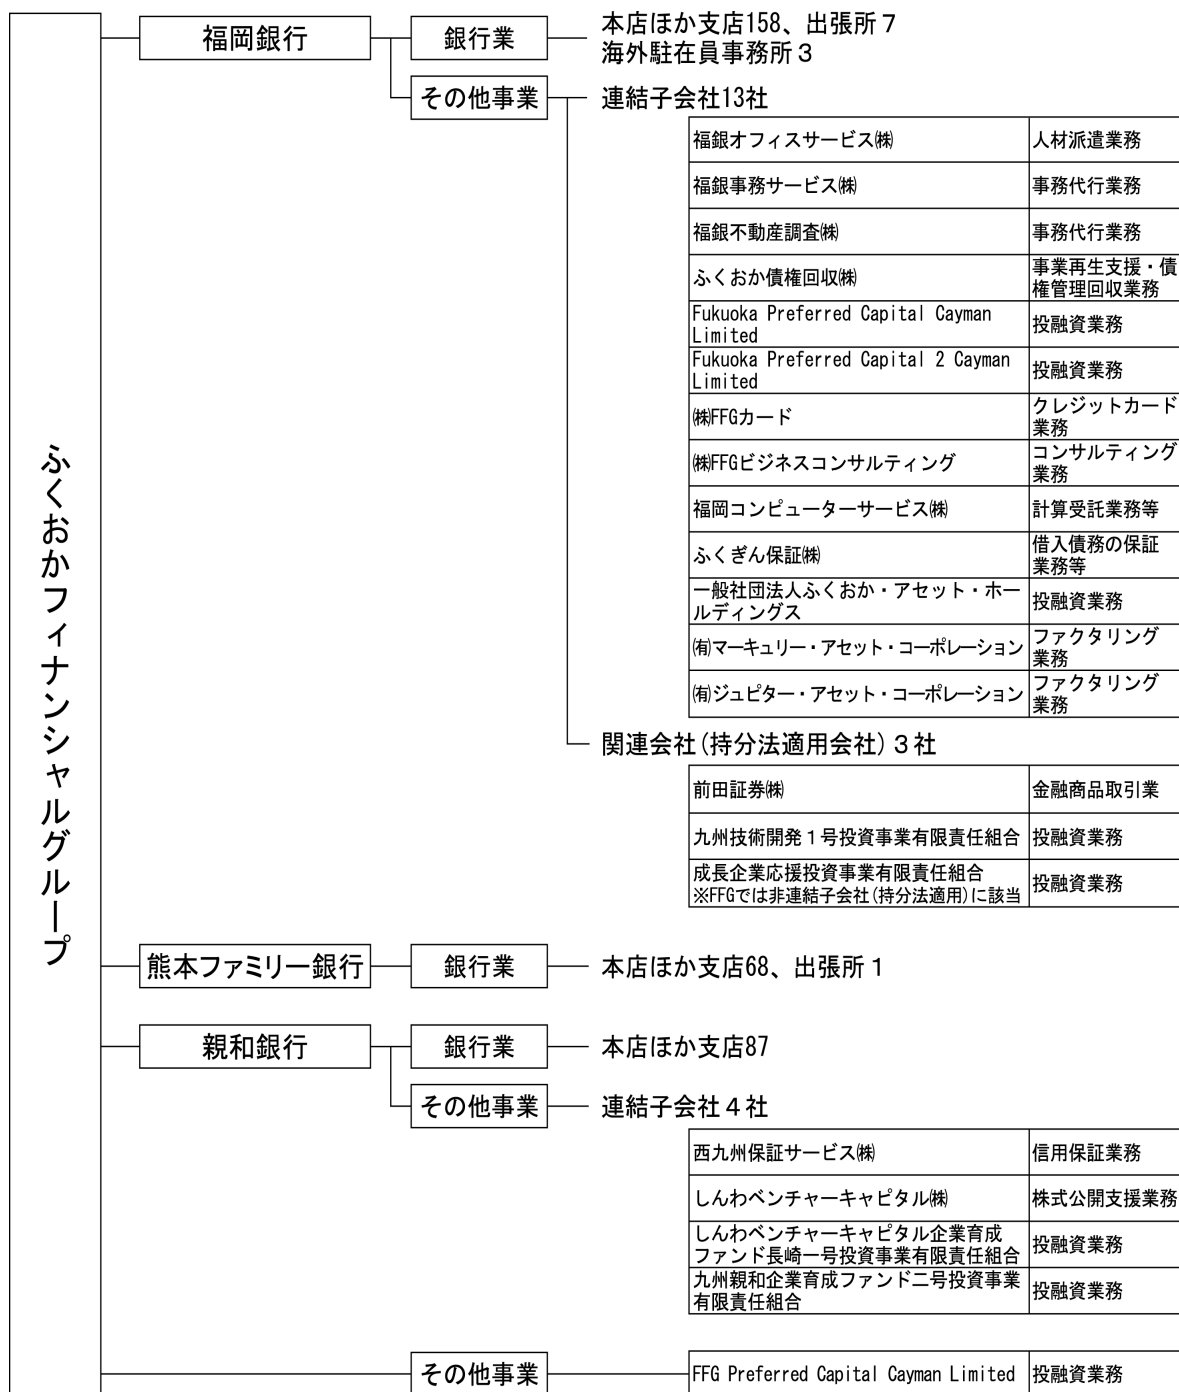 ふくおかフィナンシャルグループ
福岡銀行
銀行業
本店ほか支店158、出張所7
海外駐在員事務所3
その他事業
連結子会社13社
福銀オフィスサービス㈱ 人材派遣業務
福銀事務サービス㈱ 事務代行業務
福銀不動産調査㈱ 事務代行業務
ふくおか債権回収㈱
事業再生支援・債
権管理回収業務
Fukuoka Preferred Capital Cayman
Limited
投融資業務
Fukuoka Preferred Capital 2 Cayman
Limited
投融資業務
㈱FFGカード
クレジットカード
業務
㈱FFGビジネスコンサルティング
コンサルティング
業務
福岡コンピューターサービス㈱ 計算受託業務等
ふくぎん保証㈱
借入債務の保証
業務等
一般社団法人ふくおか・アセット・ホー
ルディングス
投融資業務
㈲マーキュリー・アセット・コーポレーション
ファクタリング
業務
㈲ジュピター・アセット・コーポレーション
ファクタリング
業務
関連会社(持分法適用会社)3社
前田証券㈱ 金融商品取引業
九州技術開発1号投資事業有限責任組合 投融資業務
成長企業応援投資事業有限責任組合
※FFGでは非連結子会社(持分法適用)に該当
投融資業務
熊本ファミリー銀行
銀行業
本店ほか支店68、出張所1
親和銀行
銀行業
本店ほか支店87
その他事業
連結子会社4社
西九州保証サービス㈱ 信用保証業務
しんわベンチャーキャピタル㈱ 株式公開支援業務
しんわベンチャーキャピタル企業育成
ファンド長崎一号投資事業有限責任組合
投融資業務
九州親和企業育成ファンド二号投資事業
有限責任組合
投融資業務
その他事業
FFG Preferred Capital Cayman Limited 投融資業務